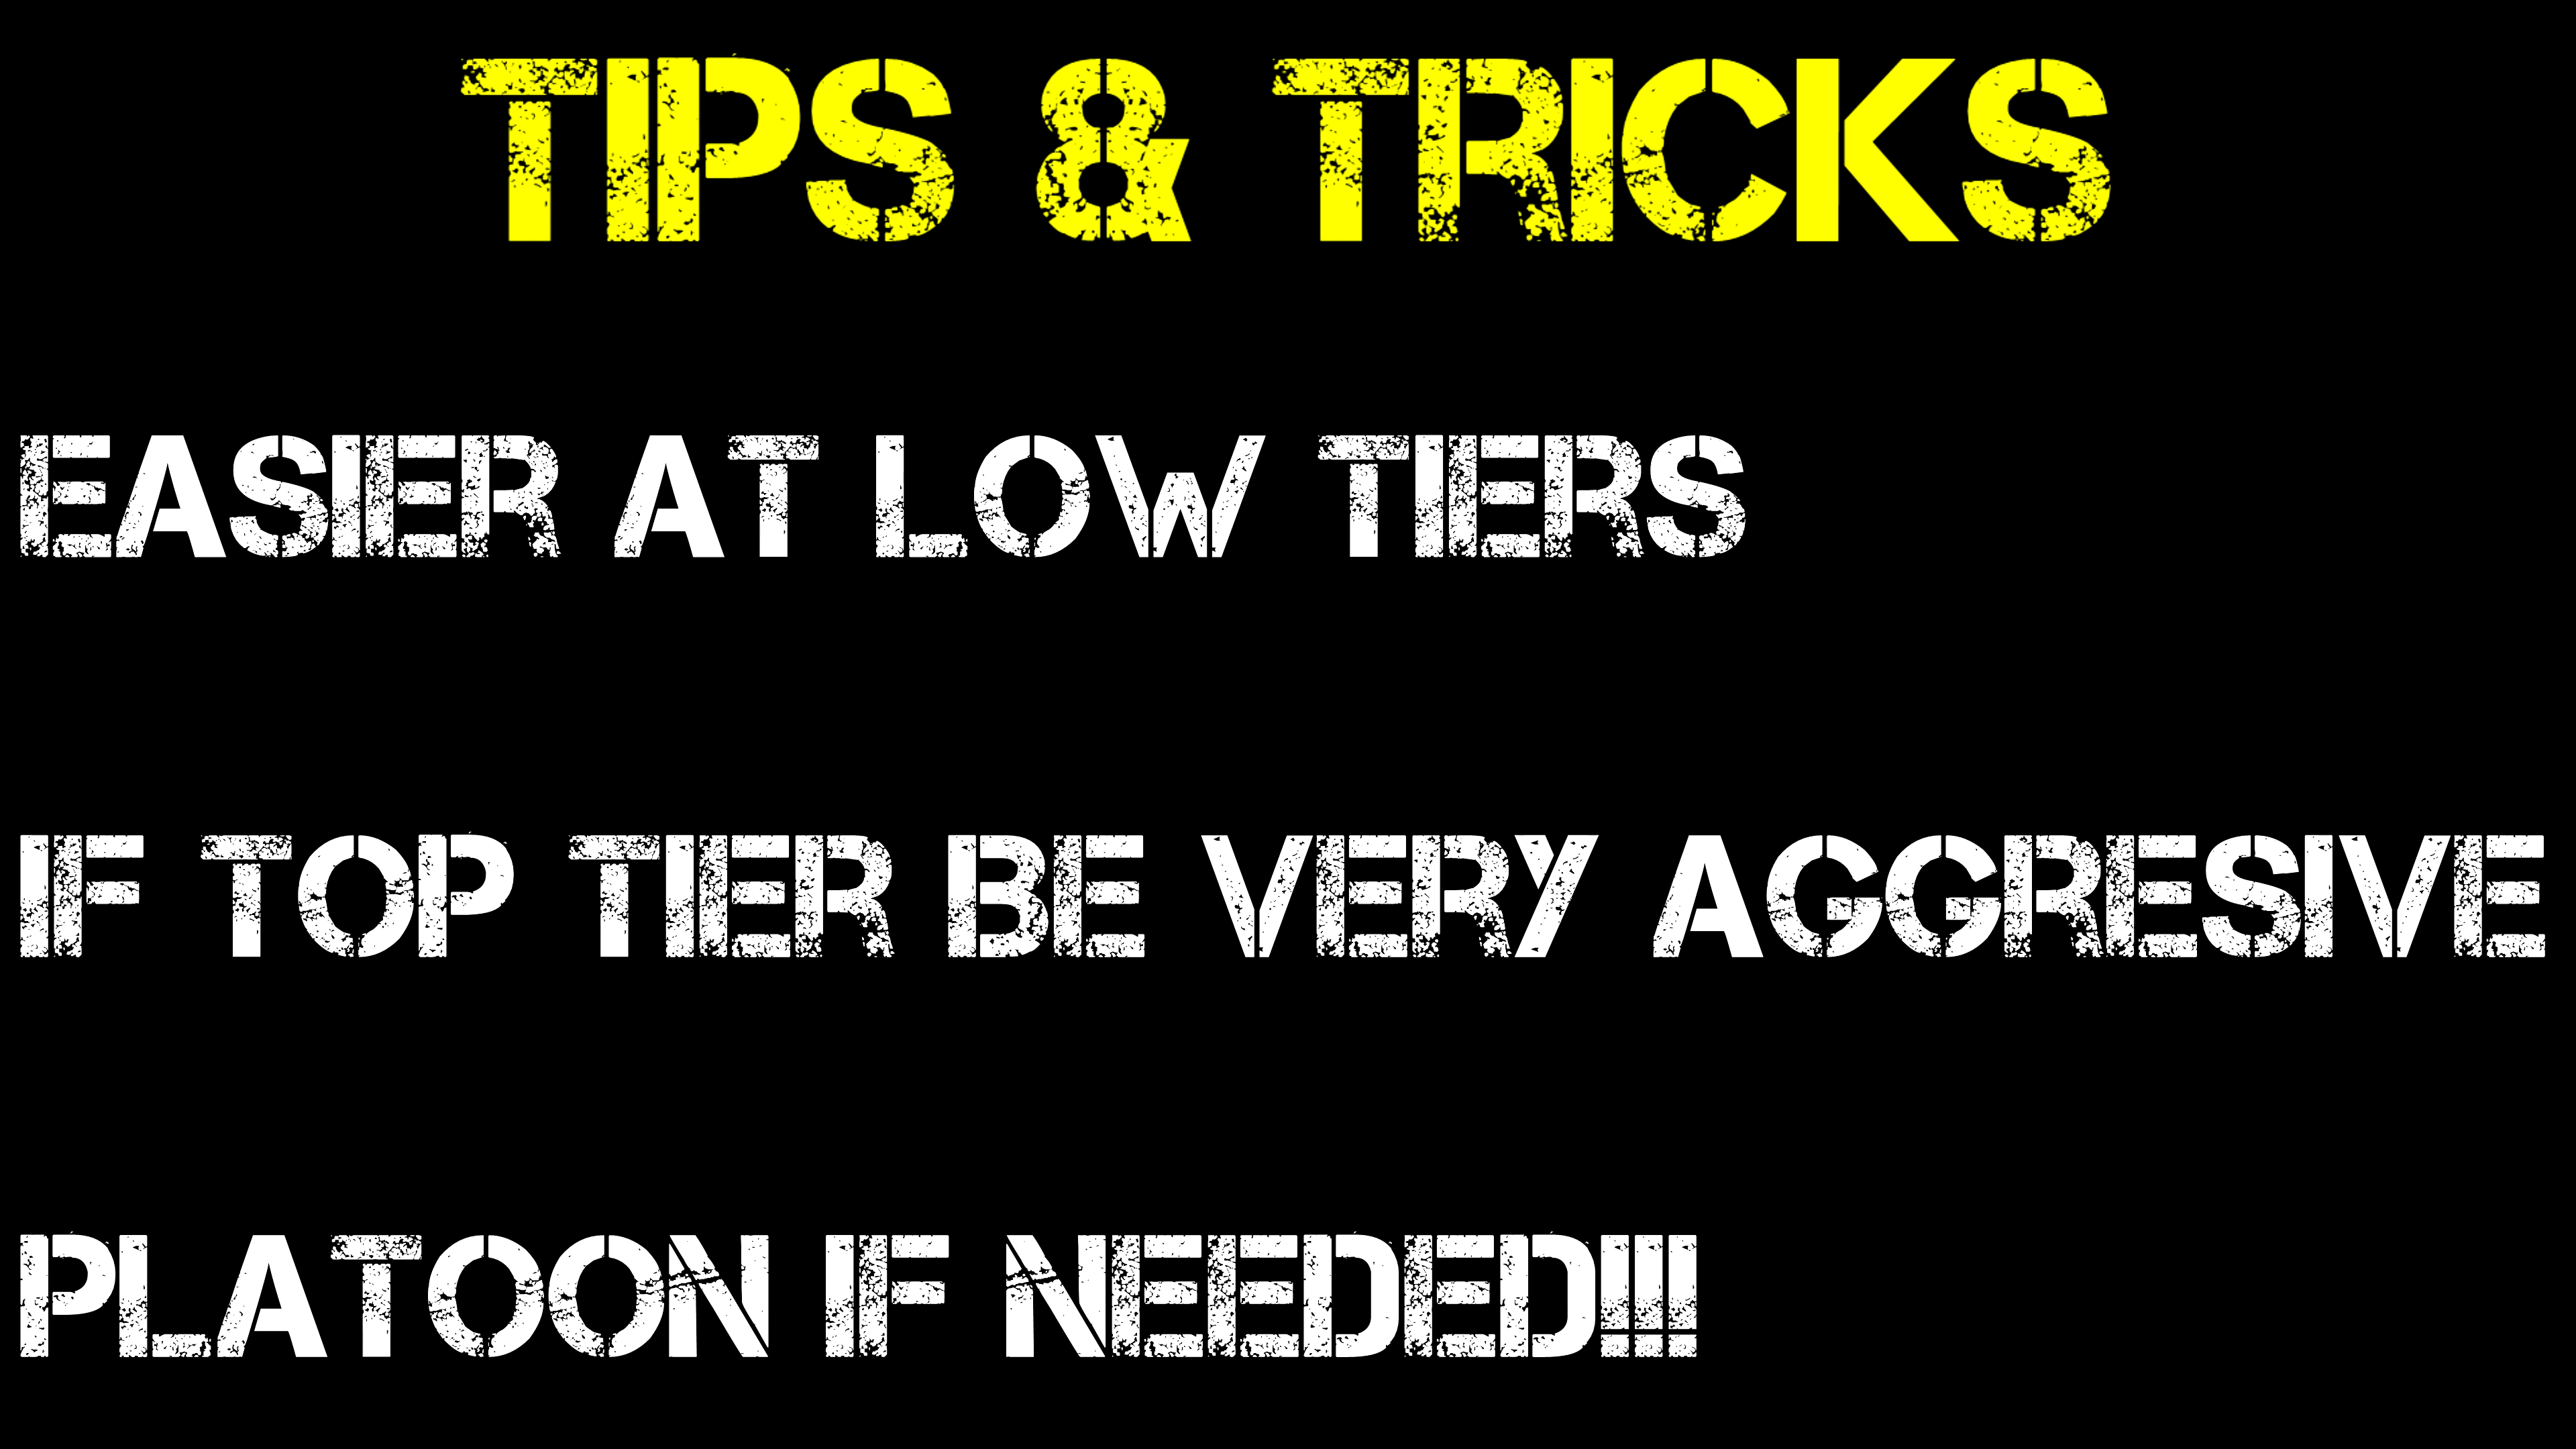 TIPS & TRICKS
EASIER AT LOW TIERS
IF TOP TIER BE VERY AGGRESIVE
PLATOON IF NEEDED!!!